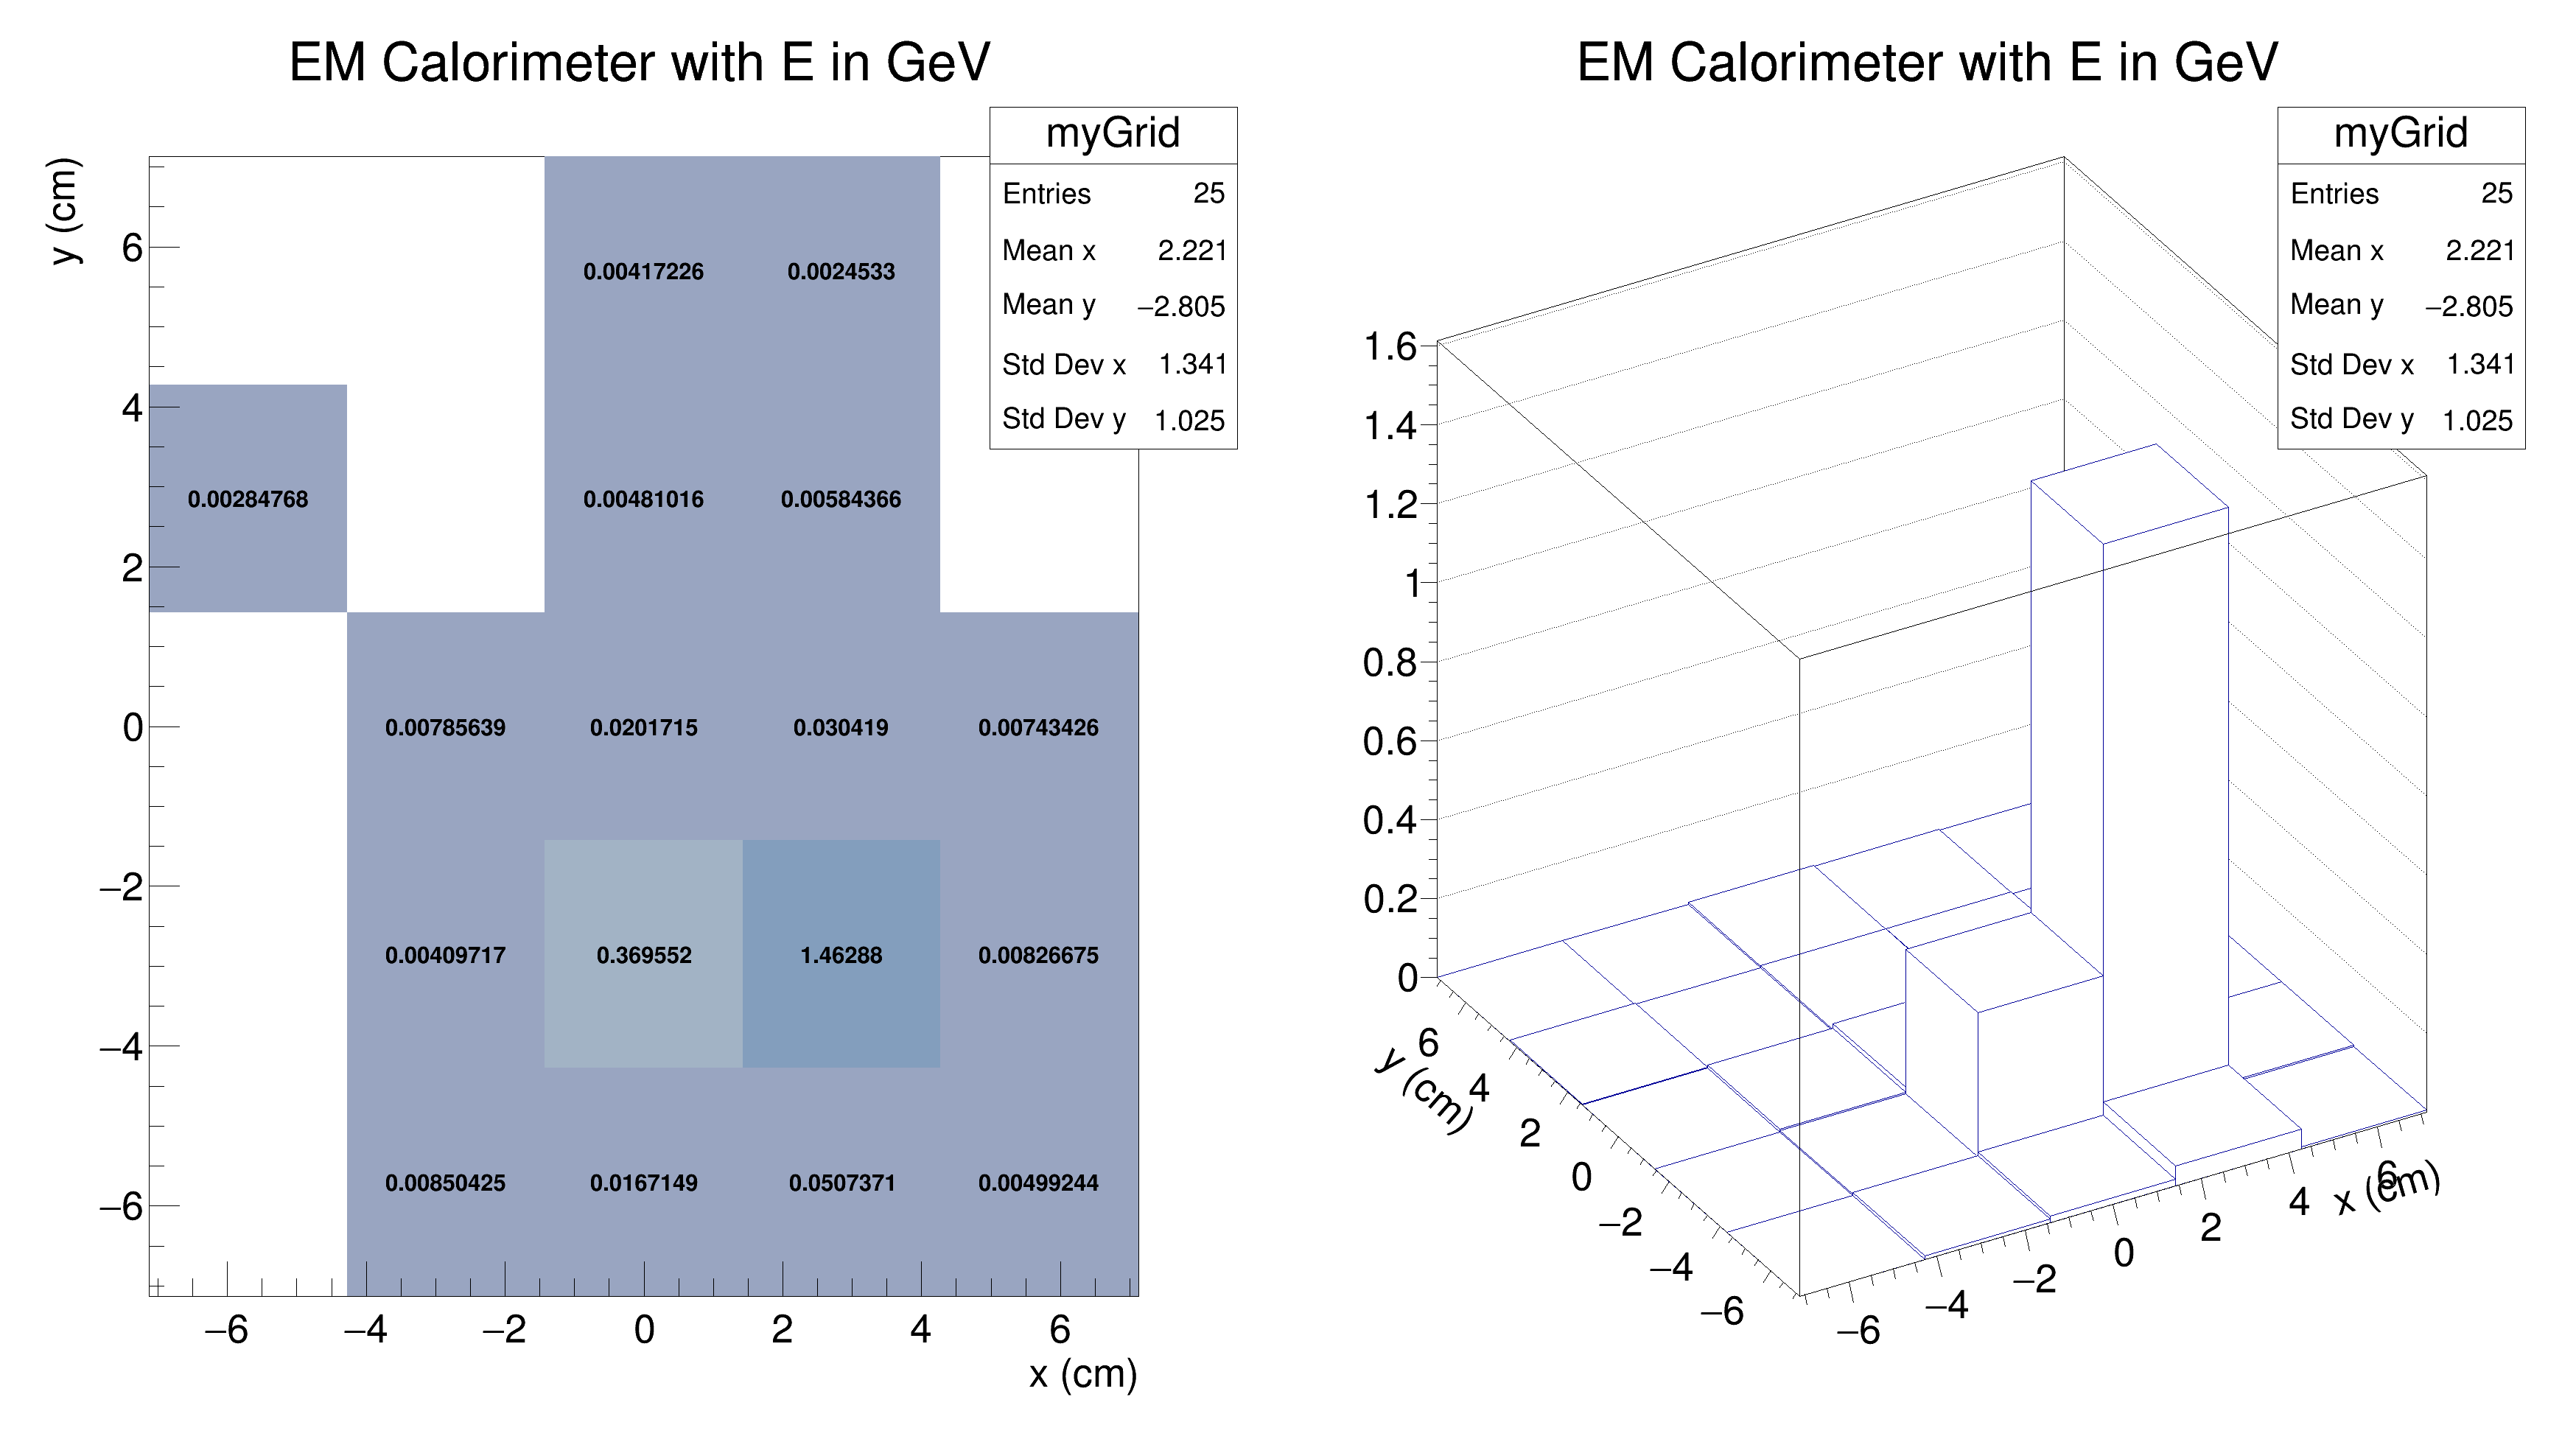 EM Calorimeter with E in GeV
myGrid
Entries 25
Mean x 2.221
Mean y −2.805
Std Dev x 1.341
Std Dev y 1.025
y (cm)
6
4
2
0
−2
−4
−6
0.00417226 0.0024533
0.00284768 0.00481016 0.00584366
0.00785639 0.0201715 0.030419 0.00743426
0.00409717 0.369552 1.46288 0.00826675
0.00850425 0.0167149 0.0507371 0.00499244
−6 −4 −2 0 2 4 6
x (cm)
EM Calorimeter with E in GeV
myGrid
Entries 25
Mean x 2.221
Mean y −2.805
Std Dev x 1.341
Std Dev y 1.025
1.6
1.4
1.2
1
0.8
0.6
0.4
0.2
0
6
4
2
0
−2
−4
−6
y (cm)
−6 −4 −2 0 2 4 6
x (cm)